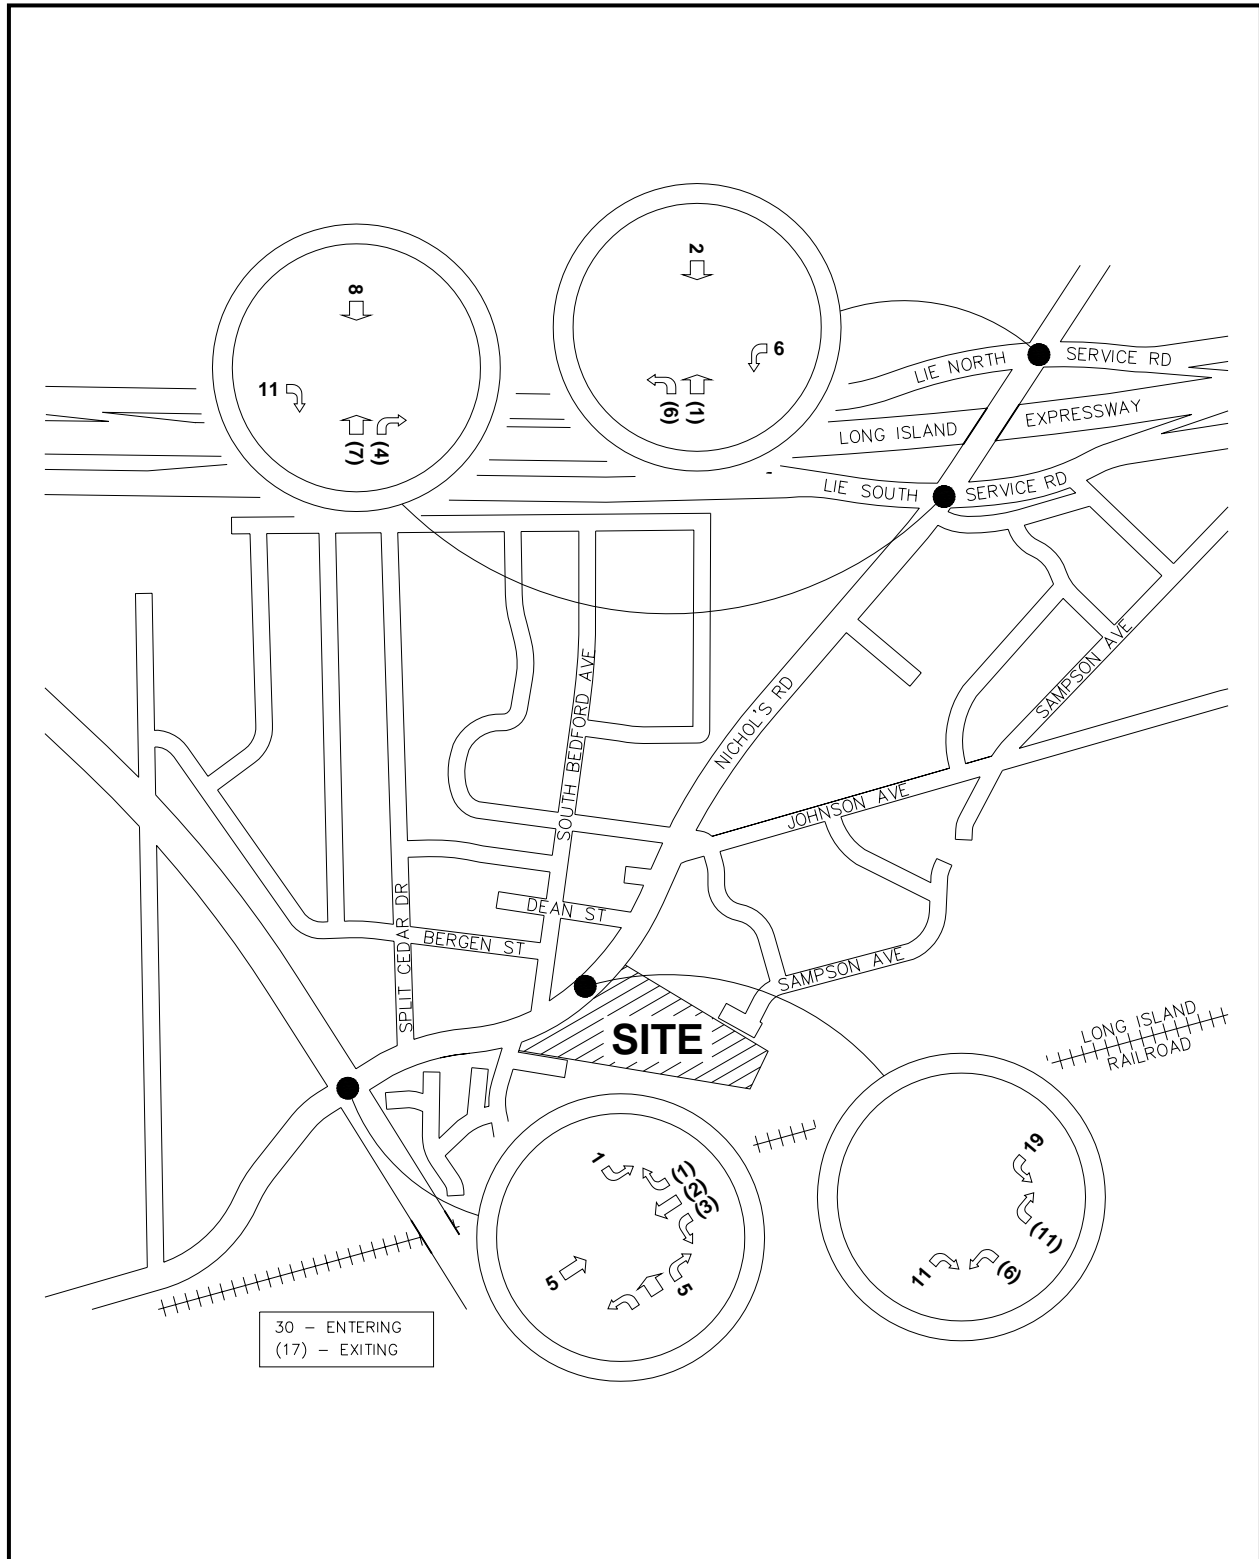 2
8
6
11
(6)
(1)
(7)
(4)
LIE NORTH SERVICE RD
LONG ISLAND EXPRESSWAY
LIE SOUTH SERVICE RD
SOUTH BEDFORD AVE
NICHOL'S RD
SAMPSON AVE
JOHNSON AVE
SPLIT CEDAR DR
DEAN ST
BERGEN ST
SAMPSON AVE
SITE
LONG ISLAND
RAILROAD
1
(1)
(2)
(3)
5
5
19
(11)
11
(6)
30 – ENTERING
(17) – EXITING